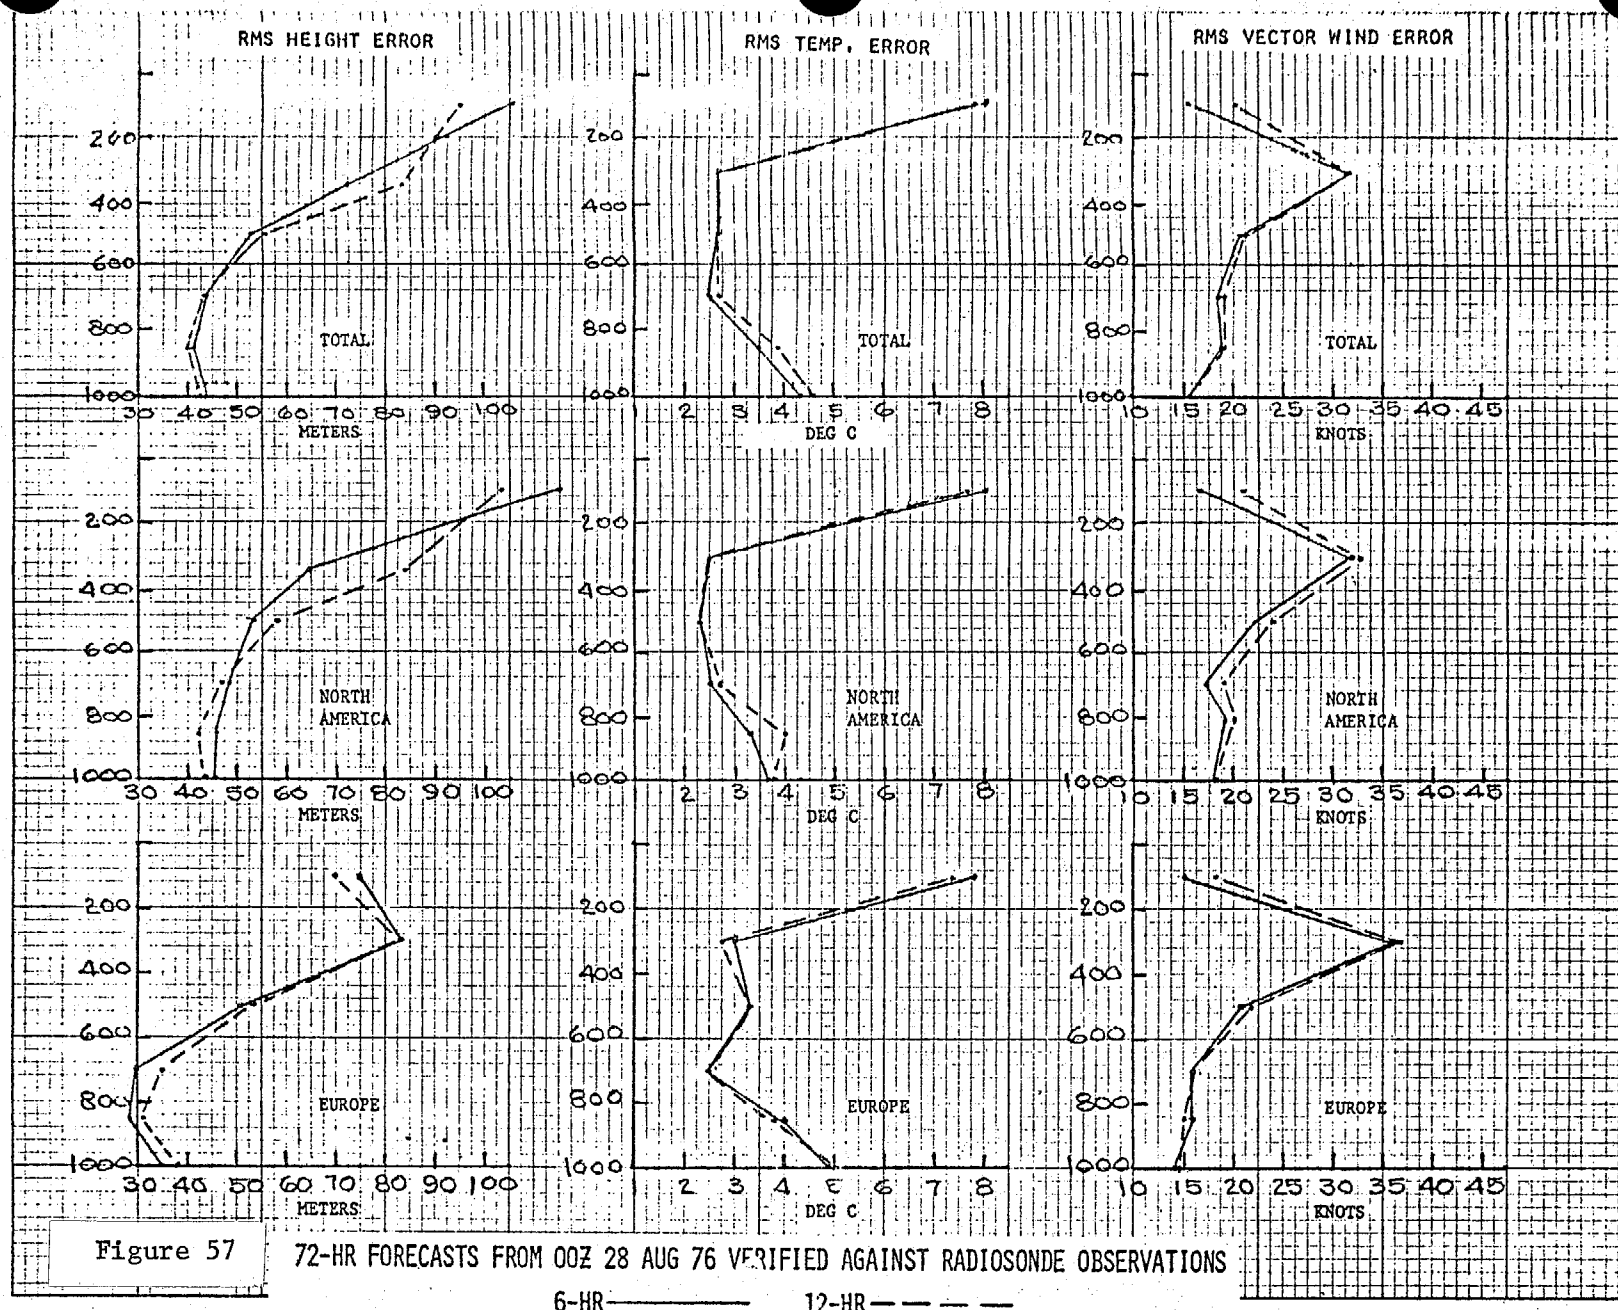 RMS HEIGHT ERROR
RMS TEMP. ERROR
RMS VECTOR WIND ERROR
200 200 200
400 400 400
600 600 600
800 800 800
TOTAL TOTAL TOTAL
1000 1000 1000
30 40 50 60 70 80 90 100
2 3 4 5 6 7 8
10 15 20 25 30 35 40 45
METERS DEG C KNOTS
200 200 200
400 400 400
600 600 600
NORTH NORTH NORTH
AMERICA AMERICA AMERICA
800 800 800
1000 1000 1000
30 40 50 60 70 80 90 100
2 3 4 5 6 7 8
10 15 20 25 30 35 40 45
METERS DEG C KNOTS
200 200 200
400 400 400
600 600 600
800 800 800
EUROPE EUROPE EUROPE
1000 1000 1000
30 40 50 60 70 80 90 100
2 3 4 5 6 7 8
10 15 20 25 30 35 40 45
METERS DEG C KNOTS
Figure 57
72-HR FORECASTS FROM 00Z 28 AUG 76 VERIFIED AGAINST RADIOSONDE OBSERVATIONS
6-HR 12-HR